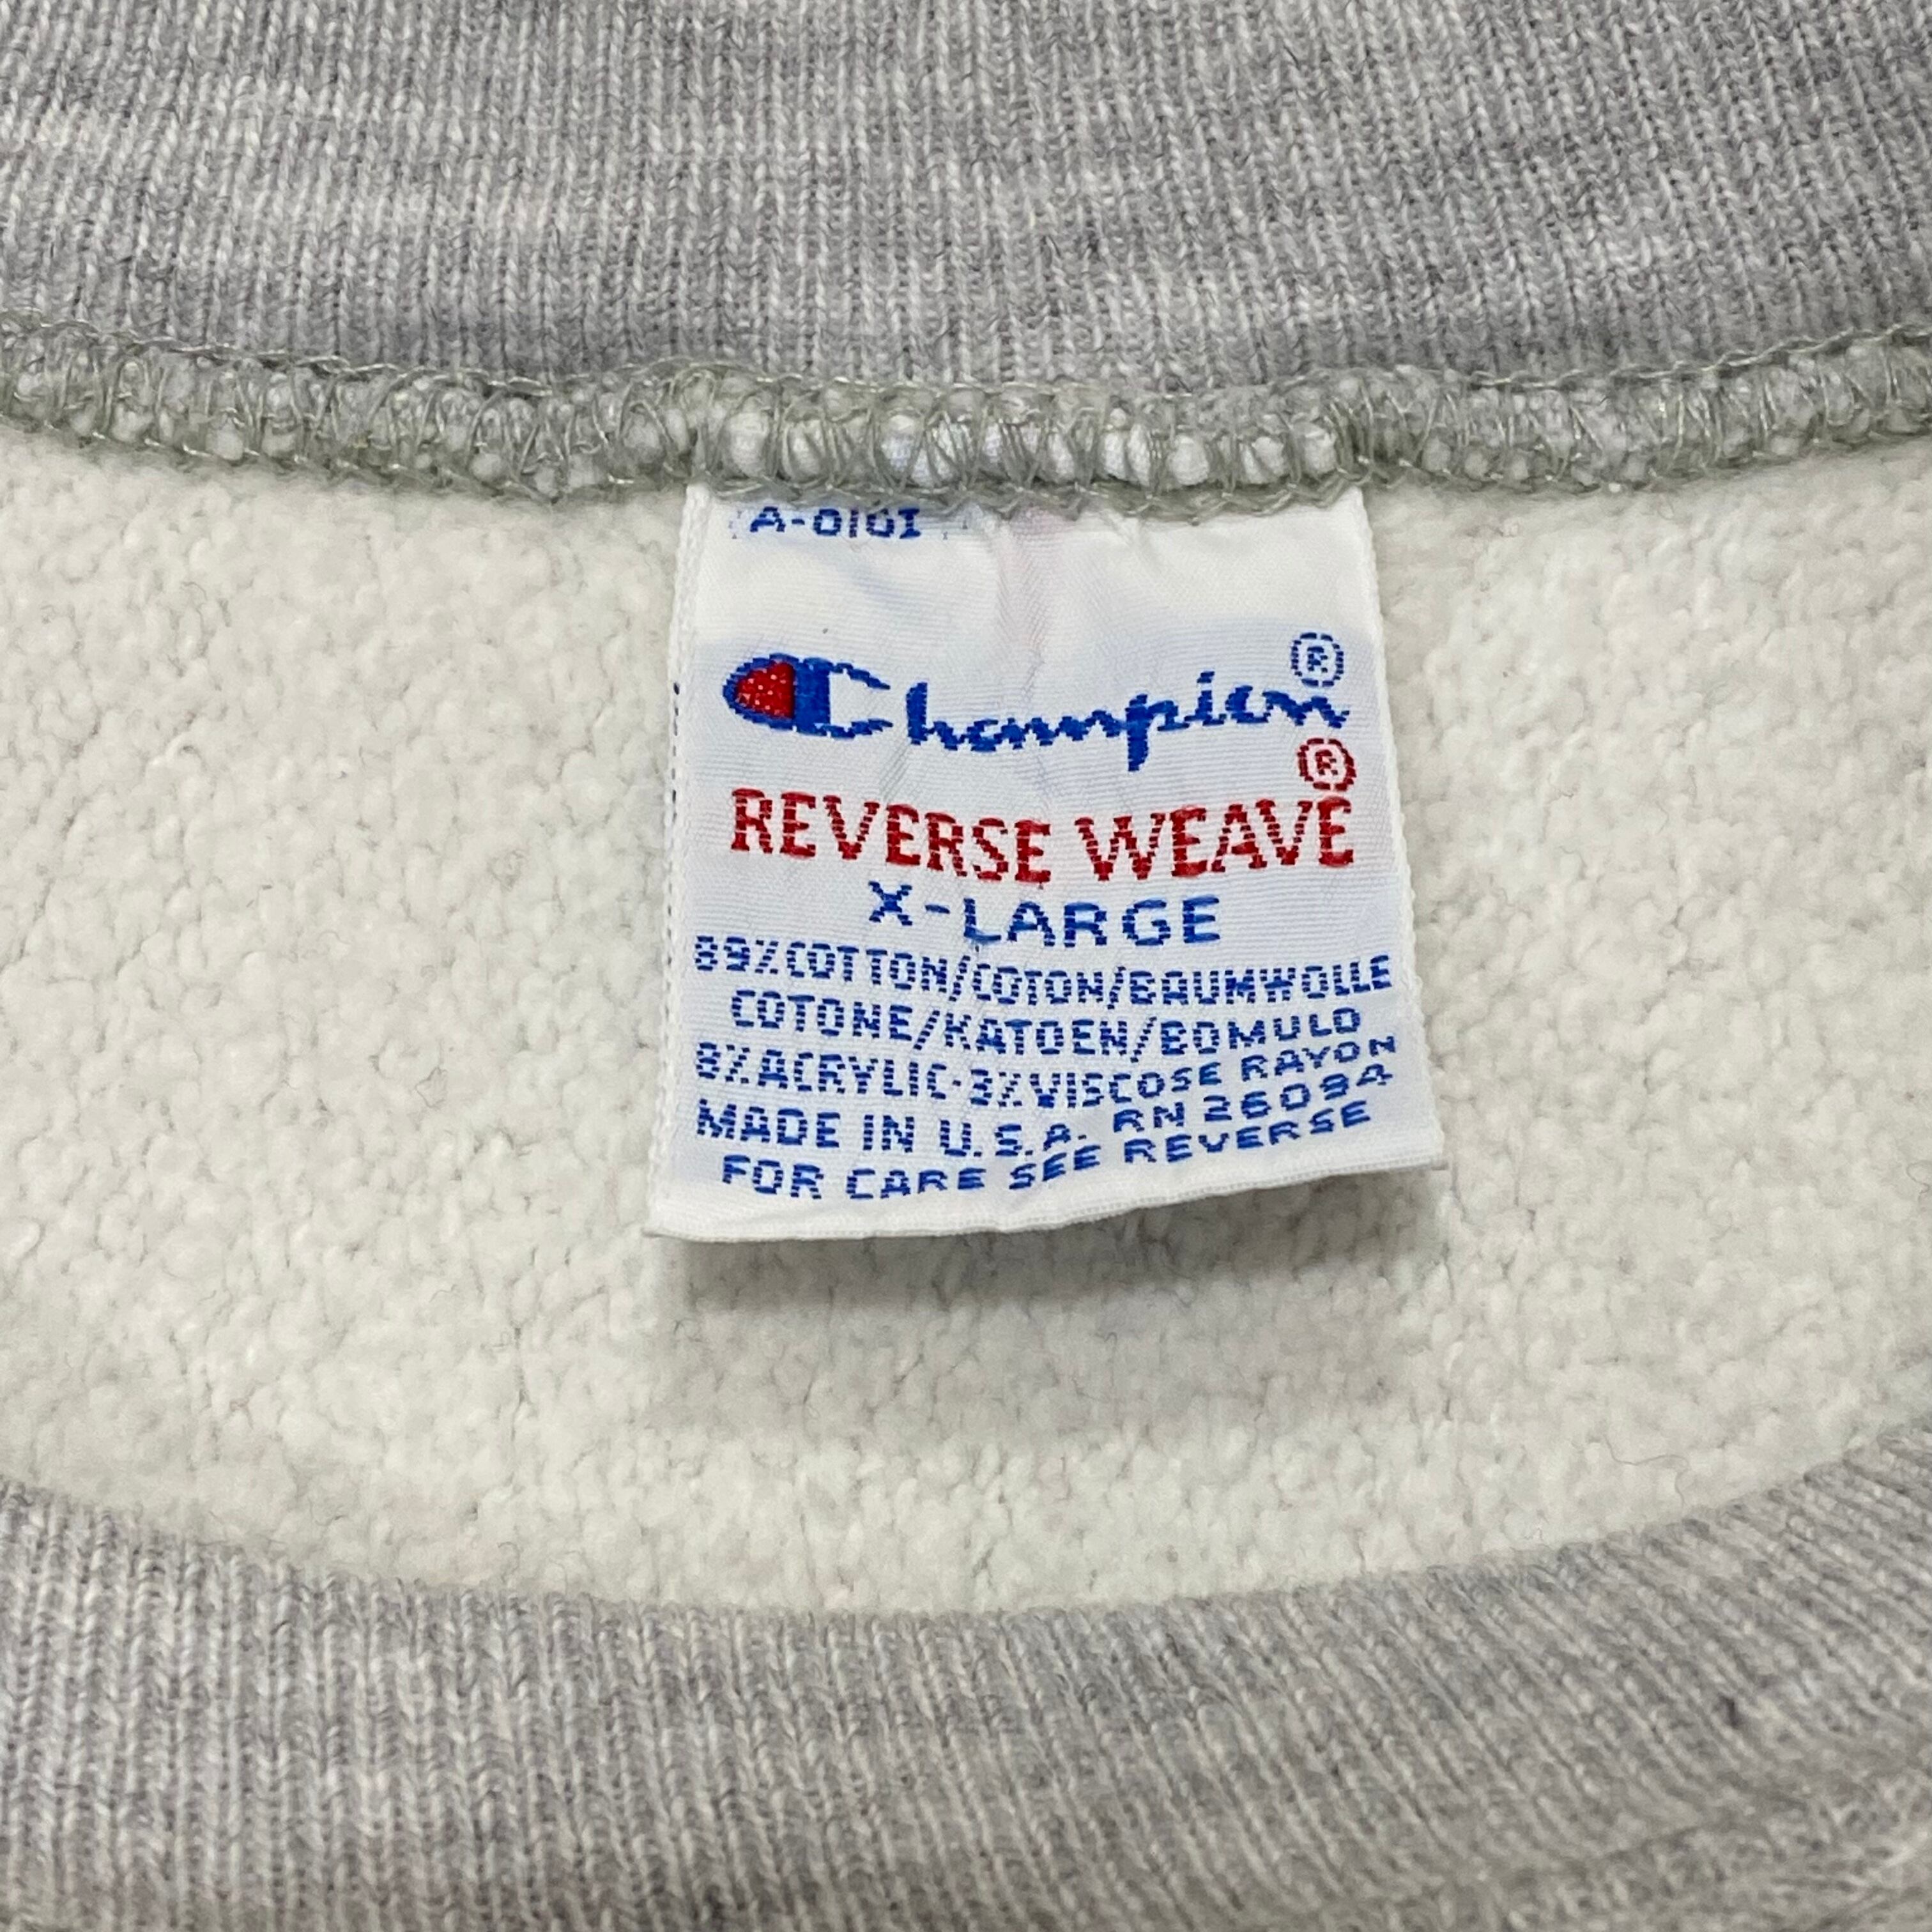 A-0101
Champion®
REVERSE WEAVE®
X-LARGE
89%COTTON/COTON/BAUMWOLLE
COTONE/KATOEN/BOMULD
8%ACRYLIC·3%VISCOSE RAYON
MADE IN U.S.A. RN 26094
FOR CARE SEE REVERSE